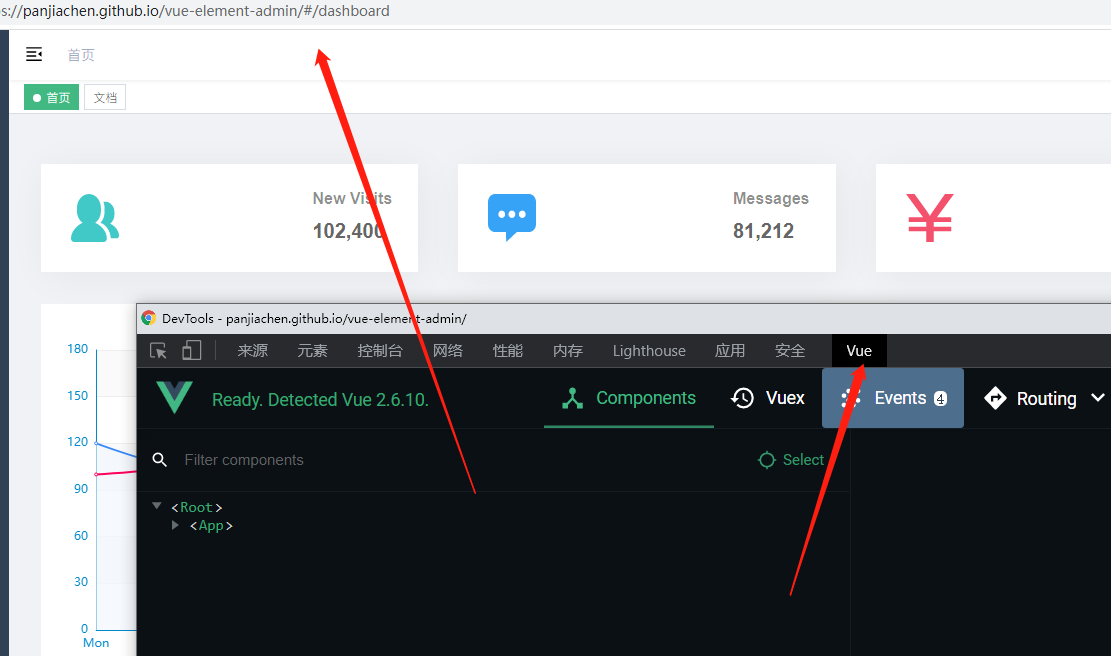 s://panjiachen.github.io/vue-element-admin/#/dashboard
首页
首页 文档
New Visits
102,400
Messages
81,212
DevTools - panjiachen.github.io/vue-element-admin/
来源 元素 控制台 网络 性能 内存 Lighthouse 应用 安全 Vue
Ready. Detected Vue 2.6.10. Components Vuex Events 4 Routing
Filter components Select
<Root>
<App>
180
150
120
90
60
30
0
Mon